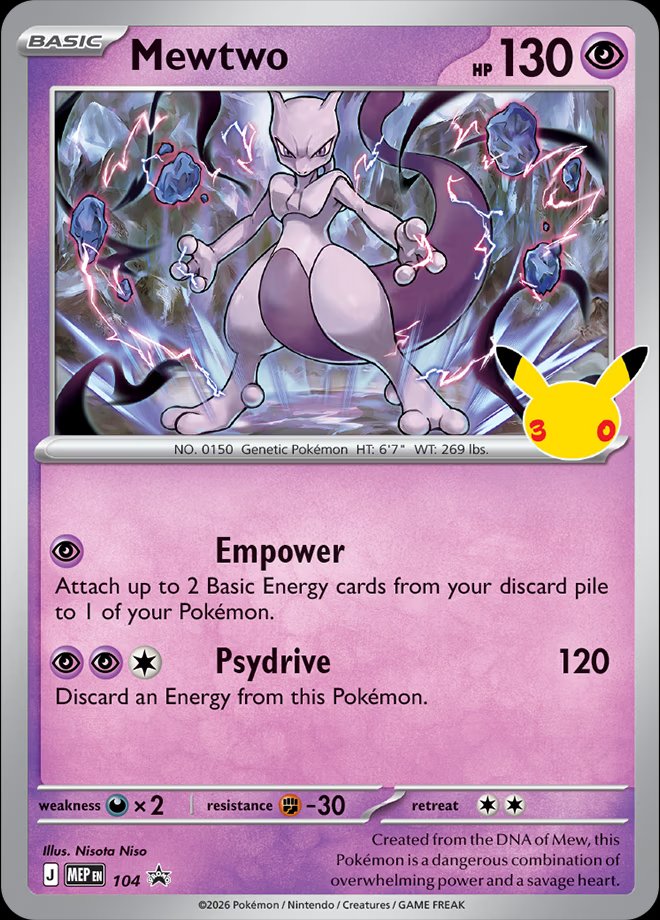 BASIC
Mewtwo
HP 130
30
NO. 0150 Genetic Pokémon HT: 6'7" WT: 269 lbs.
Empower
Attach up to 2 Basic Energy cards from your discard pile
to 1 of your Pokémon.
Psydrive 120
Discard an Energy from this Pokémon.
weakness ×2 resistance -30 retreat
Illus. Nisota Niso
Created from the DNA of Mew, this
Pokémon is a dangerous combination of
overwhelming power and a savage heart.
J MEP EN 104 PROMO
©2026 Pokémon / Nintendo / Creatures / GAME FREAK